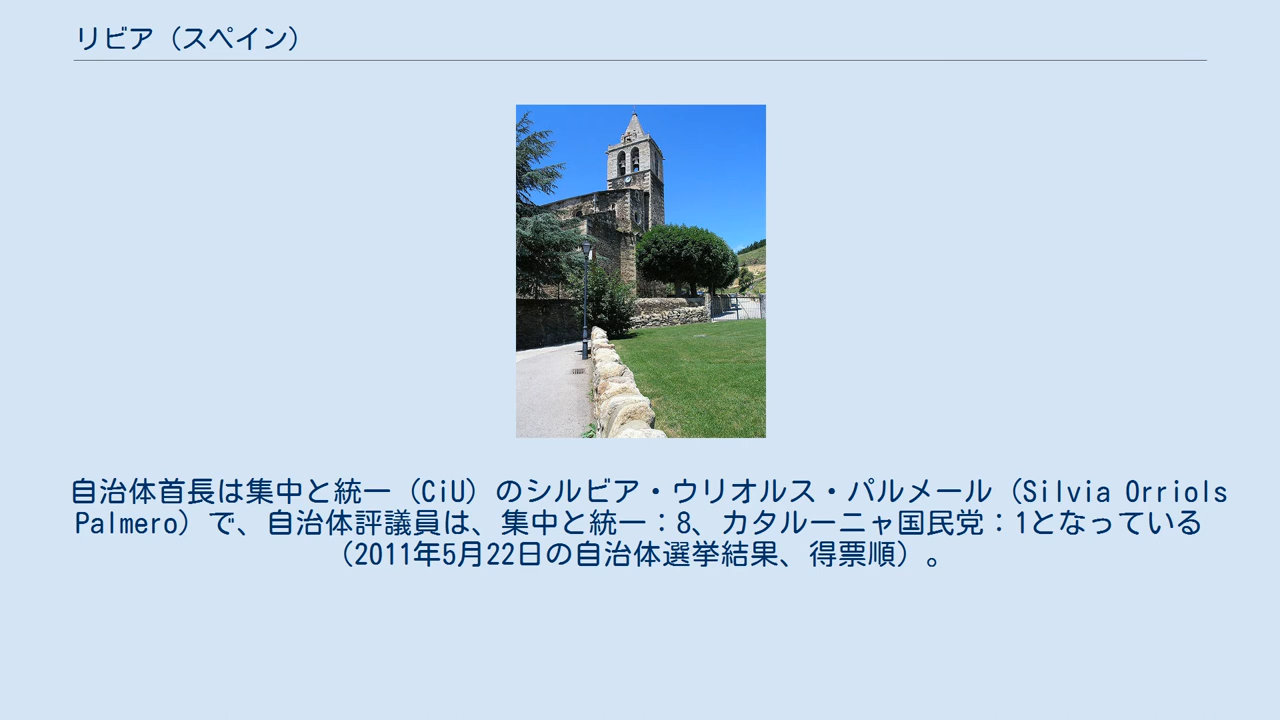 リビア（スペイン）
自治体首長は集中と統一（CiU）のシルビア・ウリオルス・パルメール（Silvia Orriols
Palmero）で、自治体評議員は、集中と統一：8、カタルーニャ国民党：1となっている
（2011年5月22日の自治体選挙結果、得票順）。